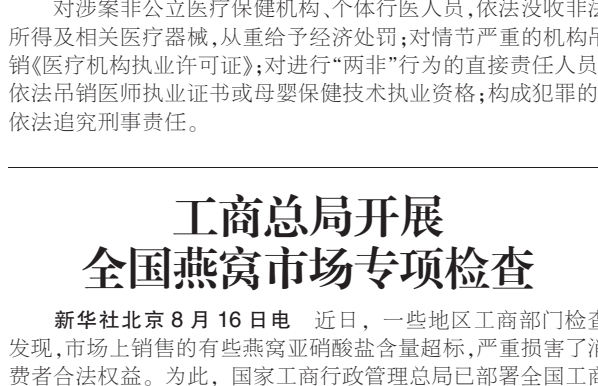 对涉案非公立医疗保健机构、个体行医人员,依法没收非法
所得及相关医疗器械,从重给予经济处罚;对情节严重的机构吊
销《医疗机构执业许可证》;对进行“两非”行为的直接责任人员
依法吊销医师执业证书或母婴保健技术执业资格;构成犯罪的
依法追究刑事责任。
工商总局开展
全国燕窝市场专项检查
新华社北京8月16日电 近日，一些地区工商部门检查
发现,市场上销售的有些燕窝亚硝酸盐含量超标,严重损害了消
费者合法权益。为此，国家工商行政管理总局已部署全国工商